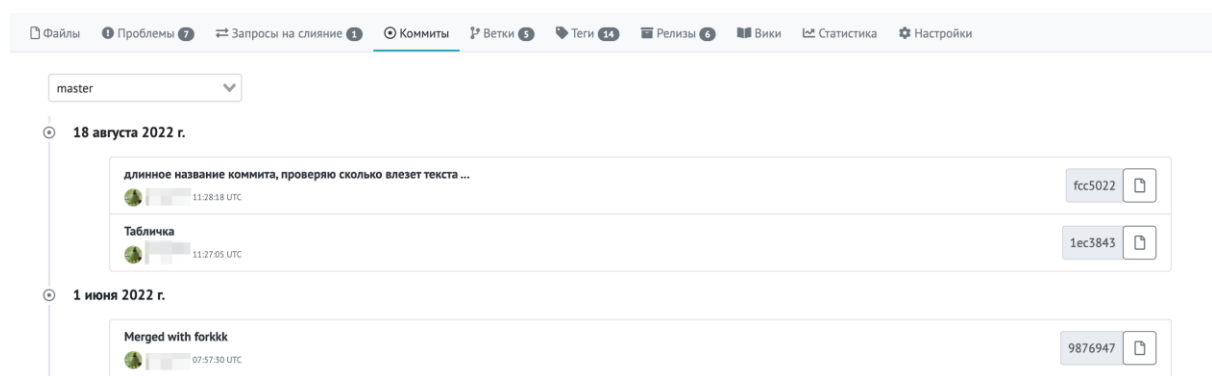 Файлы Проблемы 7 Запросы на слияние 1 Коммиты Ветки 5 Теги 14 Релизы 6 Вики Статистика Настройки
master
18 августа 2022 г.
длинное название коммита, проверяю сколько влезет текста ...
fcc5022
11:28:18 UTC
Табличка
1ec3843
11:27:05 UTC
1 июня 2022 г.
Merged with forkkk
9876947
07:57:30 UTC